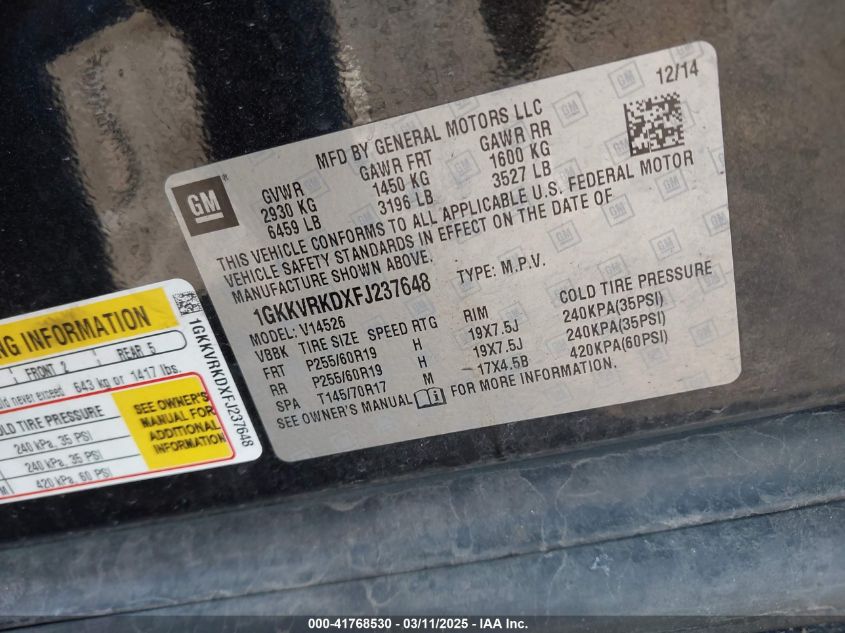 12/14
MFD BY GENERAL MOTORS LLC
GVWR GAWR FRT GAWR RR
2930 KG 1450 KG 1600 KG
6459 LB 3196 LB 3527 LB
GM
THIS VEHICLE CONFORMS TO ALL APPLICABLE U.S. FEDERAL MOTOR
VEHICLE SAFETY STANDARDS IN EFFECT ON THE DATE OF
MANUFACTURE SHOWN ABOVE.
1GKKVRKDXFJ237648 TYPE: M.P.V.
MODEL: V14526
VBBK TIRE SIZE SPEED RTG RIM COLD TIRE PRESSURE
FRT P255/60R19 H 19X7.5J 240KPA(35PSI)
RR P255/60R19 H 19X7.5J 240KPA(35PSI)
SPA T145/70R17 M 17X4.5B 420KPA(60PSI)
SEE OWNER'S MANUAL FOR MORE INFORMATION.
INFORMATION
FRONT 2 REAR 5
never exceed 643 kg or 1417 lbs.
COLD TIRE PRESSURE
240 kPa, 35 PSI
240 kPa, 35 PSI
M 420 kPa, 60 PSI
SEE OWNER'S
MANUAL FOR
ADDITIONAL
INFORMATION
1GKKVRKDXFJ237648
000-41768530 - 03/11/2025 - IAA Inc.